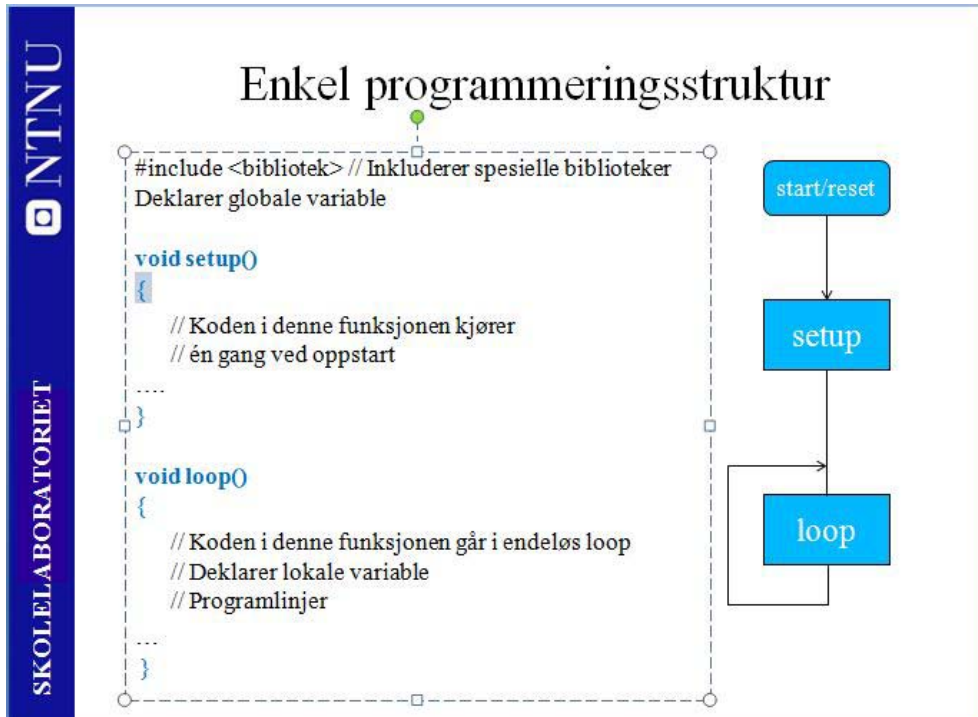 NTNU
SKOLELABORATORIET
Enkel programmeringsstruktur
#include <bibliotek> // Inkluderer spesielle biblioteker
Deklarer globale variable
void setup()
{
// Koden i denne funksjonen kjører
// én gang ved oppstart
....
}
void loop()
{
// Koden i denne funksjonen går i endeløs loop
// Deklarer lokale variable
// Programlinjer
...
}
start/reset
setup
loop